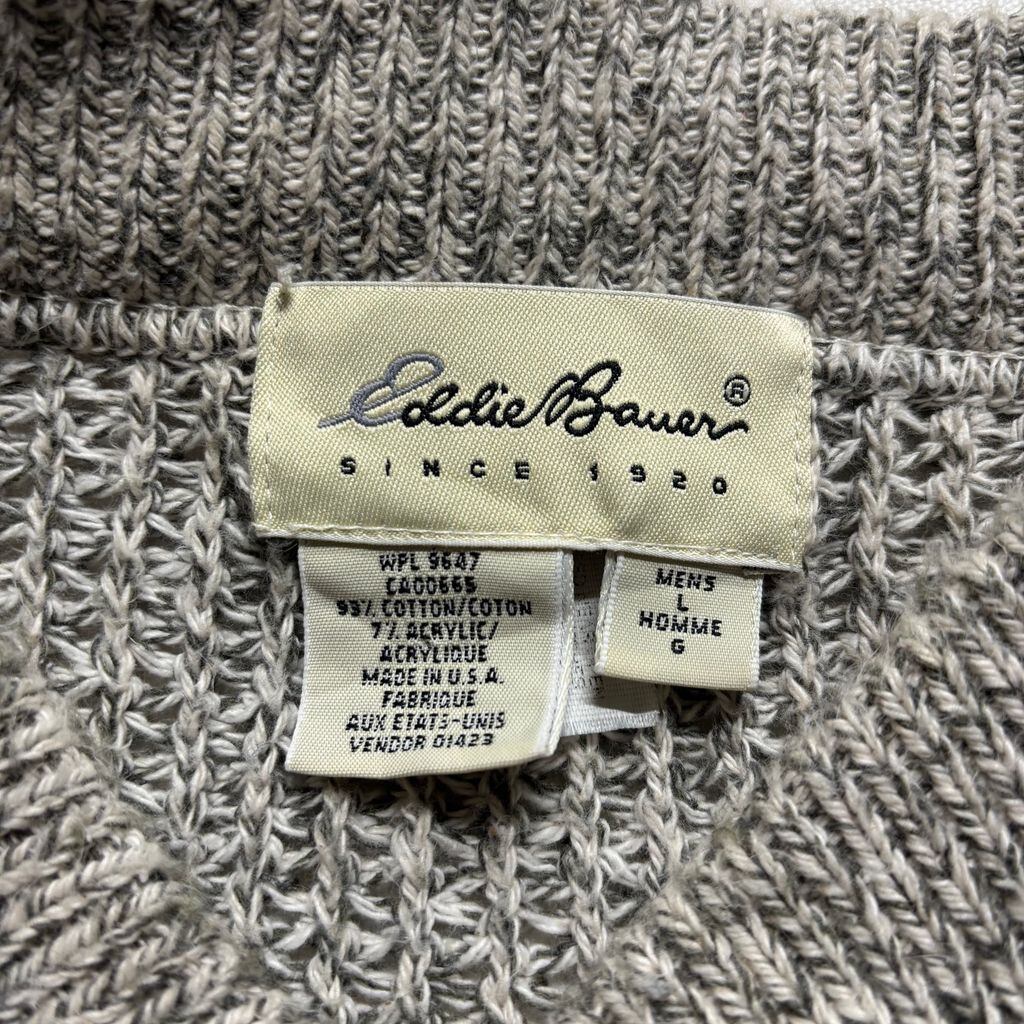 Eddie Bauer®
SINCE 1920
WPL 9647
CA00665
93% COTTON/COTON
7% ACRYLIC/
ACRYLIQUE
MADE IN U.S.A.
FABRIQUE
AUX ETATS-UNIS
VENDOR 01423
MENS
L
HOMME
G